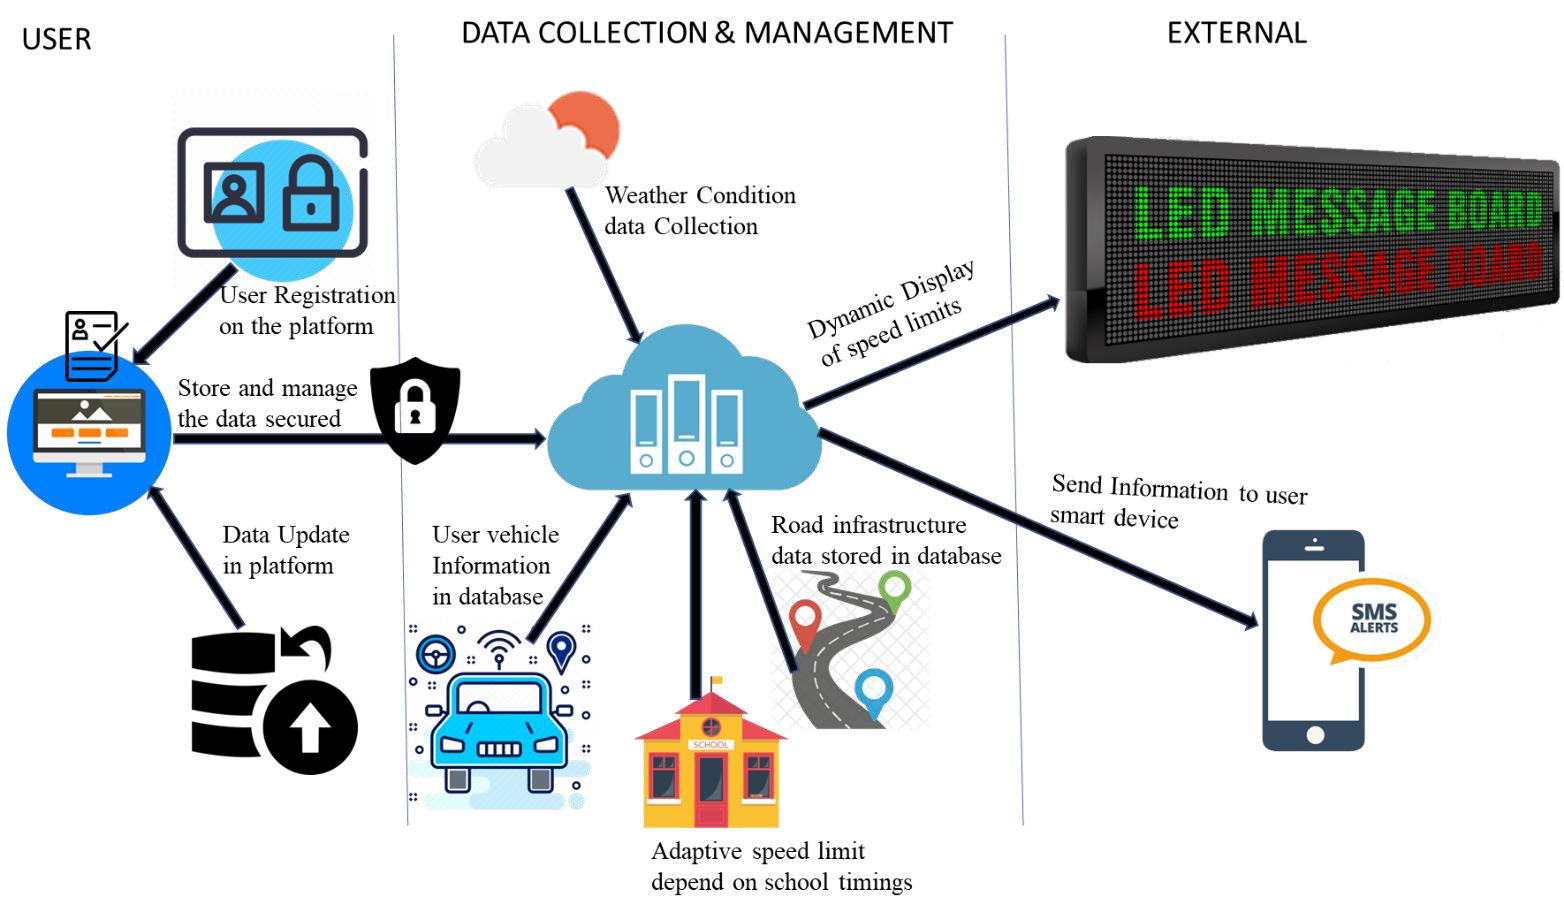 USER
DATA COLLECTION & MANAGEMENT
EXTERNAL
Weather Condition
data Collection
LED MESSAGE BOARD
LED MESSAGE BOARD
User Registration
on the platform
Dynamic Display
of speed limits
Store and manage
the data secured
Send Information to user
smart device
Data Update
in platform
User vehicle
Information
in database
Road infrastructure
data stored in database
SMS
ALERTS
SCHOOL
Adaptive speed limit
depend on school timings